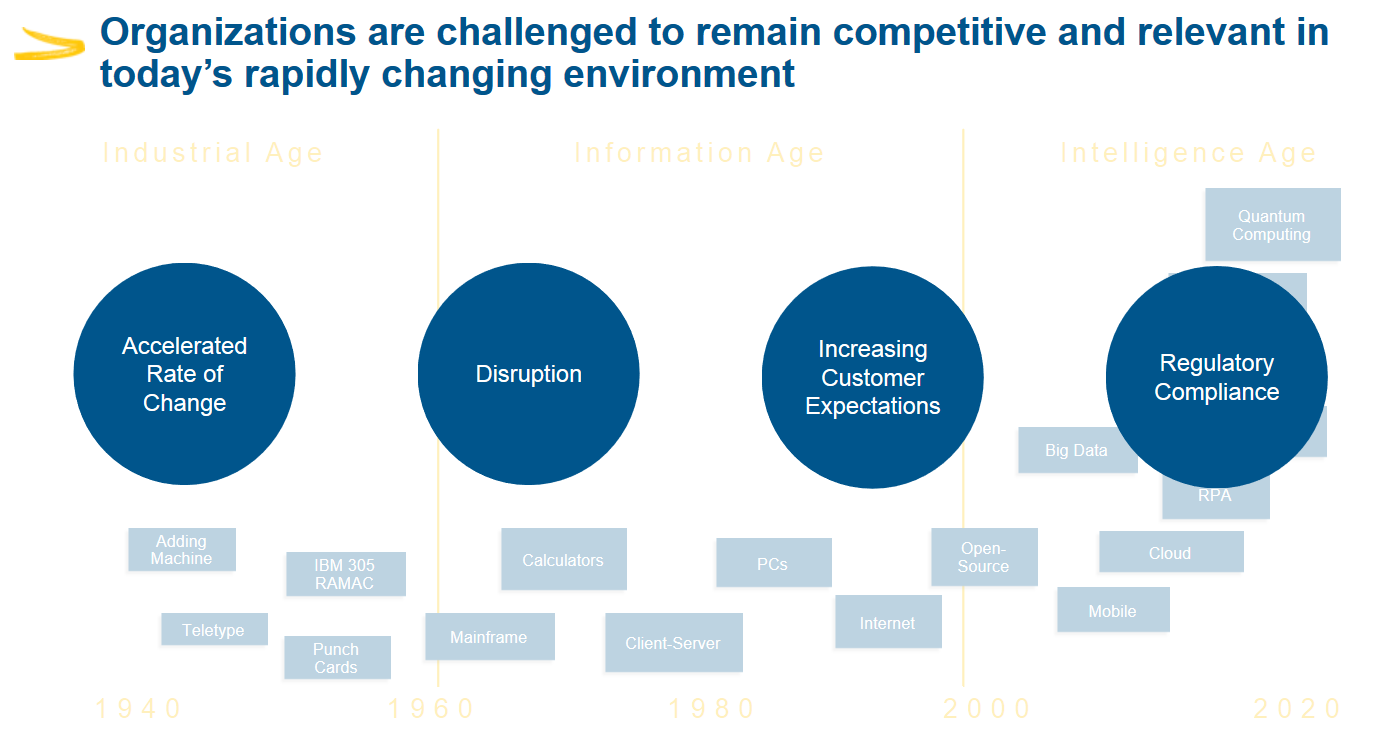 Organizations are challenged to remain competitive and relevant in
today's rapidly changing environment
Industrial Age
Information Age
Intelligence Age
Quantum
Computing
Accelerated
Rate of
Change
Disruption
Increasing
Customer
Expectations
Regulatory
Compliance
Big Data
RPA
Adding
Machine
IBM 305
RAMAC
Calculators
PCs
Open-
Source
Cloud
Teletype
Punch
Cards
Mainframe
Client-Server
Internet
Mobile
1940
1960
1980
2000
2020